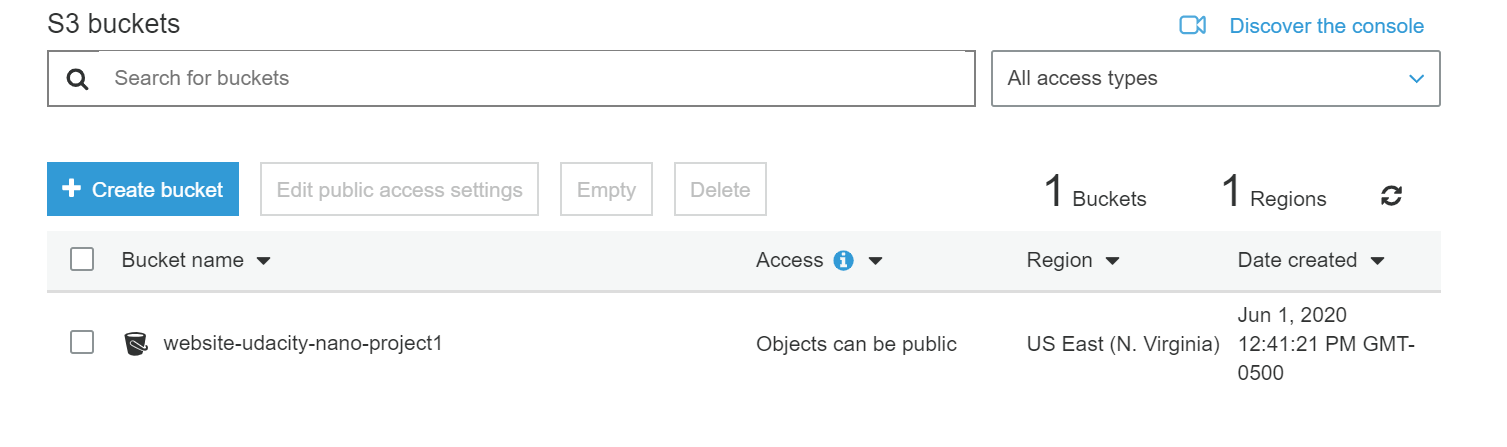 S3 buckets
Discover the console
Search for buckets
All access types
+ Create bucket
Edit public access settings
Empty
Delete
1 Buckets
1 Regions
Bucket name
Access
Region
Date created
website-udacity-nano-project1
Objects can be public
US East (N. Virginia)
Jun 1, 2020
12:41:21 PM GMT-
0500